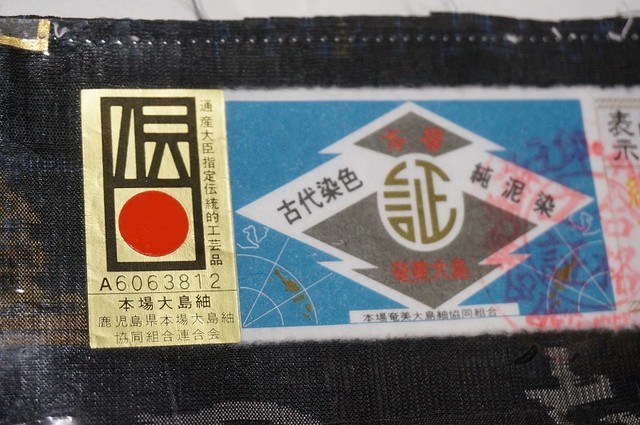 伝
通産大臣指定伝統的工芸品
A6063812
本場大島紬
鹿児島県本場大島紬
協同組合連合会
本場
古代染色
証
純泥染
奄美大島
本場奄美大島紬協同組合
表示